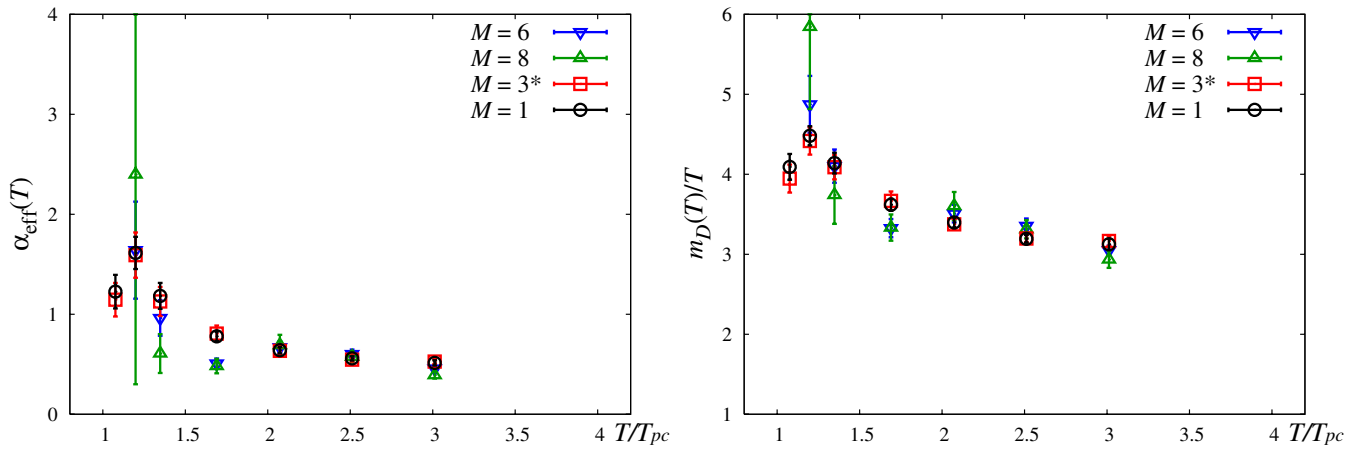 4
3
2
1
0
α_eff(T)
M = 6
M = 8
M = 3*
M = 1
1 1.5 2 2.5 3 3.5 4 T/T_pc
6
5
4
3
2
1
m_D(T)/T
M = 6
M = 8
M = 3*
M = 1
1 1.5 2 2.5 3 3.5 4 T/T_pc